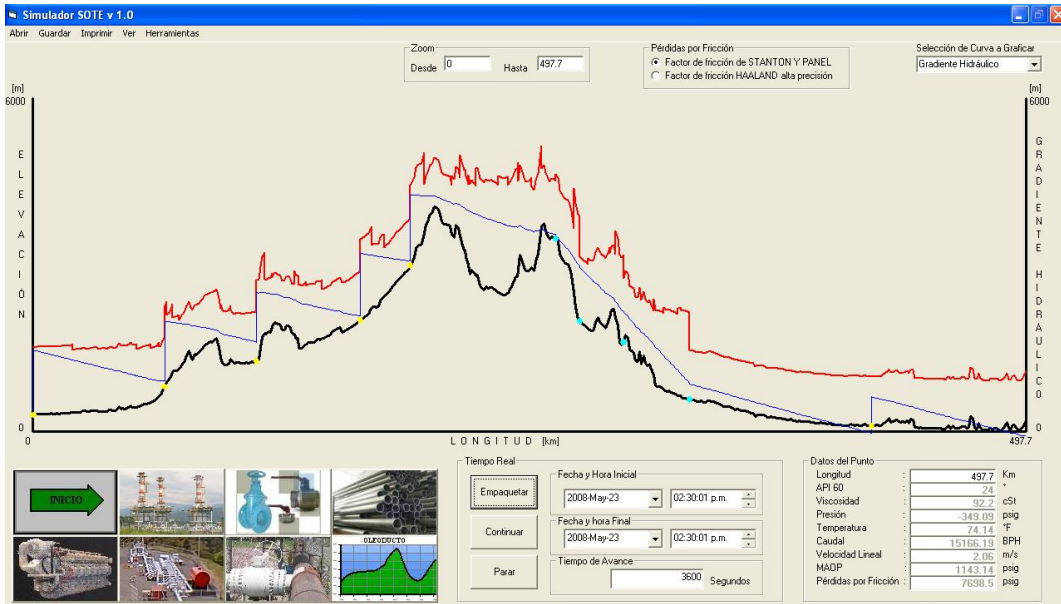 Simulador SOTE v 1.0
Abrir Guardar Imprimir Ver Herramientas
Zoom
Desde 0 Hasta 497.7
Pérdidas por Fricción
Factor de fricción de STANTON Y PANEL
Factor de fricción HAALAND alta precisión
Selección de Curva a Graficar
Gradiente Hidráulico
[m]
6000
[m]
6000
ELEVACIÓN
GRADIENTE HIDRAULICO
0
0
0
LONGITUD [km]
497.7
INICIO
OLEODUCTO
Tiempo Real
Empaquetar
Continuar
Parar
Fecha y Hora Inicial
2008-May-23 02:30:01 p.m.
Fecha y hora Final
2008-May-23 02:30:01 p.m.
Tiempo de Avance
3600 Segundos
Datos del Punto
Longitud : 497.7 Km
API 60 : 24 °
Viscosidad : 92.2 cSt
Presión : -349.09 psig
Temperatura : 74.14 °F
Caudal : 15166.19 BPH
Velocidad Lineal : 2.06 m/s
MAOP : 1143.14 psig
Pérdidas por Fricción : 7698.5 psig